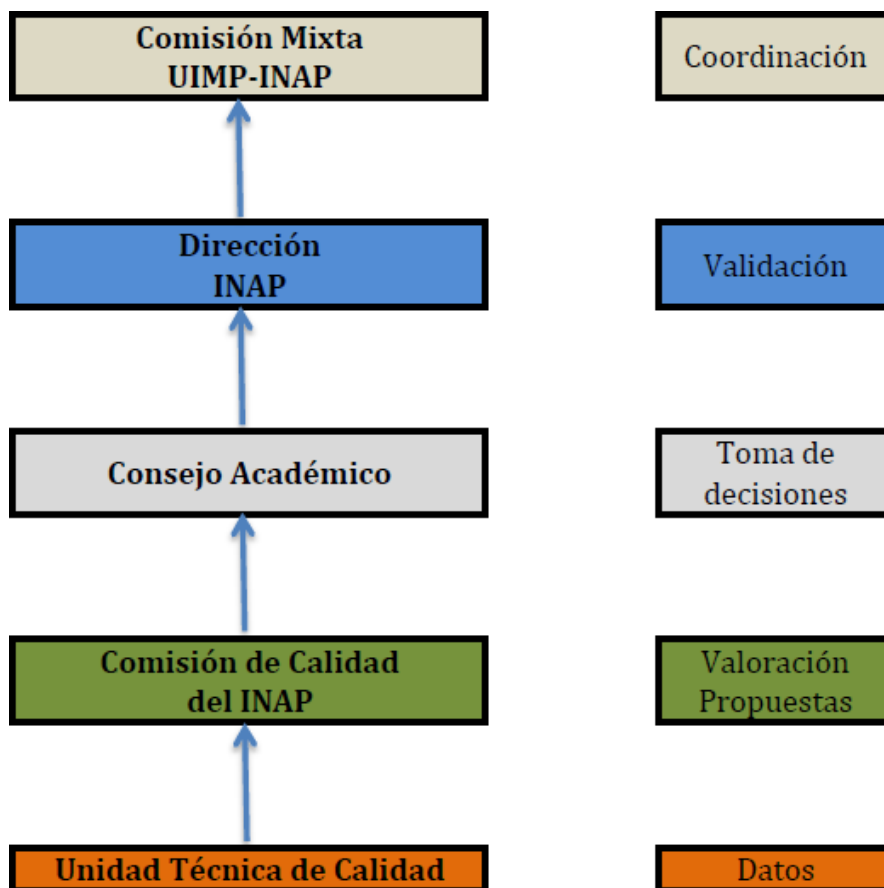 Comisión Mixta
UIMP-INAP
Coordinación
Dirección
INAP
Validación
Consejo Académico
Toma de
decisiones
Comisión de Calidad
del INAP
Valoración
Propuestas
Unidad Técnica de Calidad
Datos